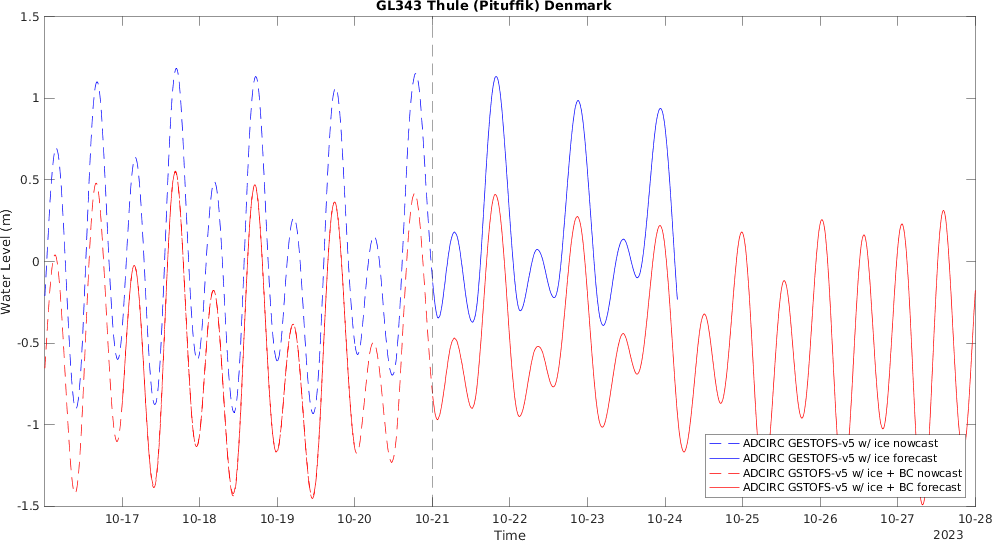 GL343 Thule (Pituffik) Denmark
1.5
1
0.5
0
-0.5
-1
-1.5
Water Level (m)
ADCIRC GESTOFS-v5 w/ ice nowcast
ADCIRC GESTOFS-v5 w/ ice forecast
ADCIRC GSTOFS-v5 w/ ice + BC nowcast
ADCIRC GSTOFS-v5 w/ ice + BC forecast
10-17 10-18 10-19 10-20 10-21 10-22 10-23 10-24 10-25 10-26 10-27 10-28
Time
2023